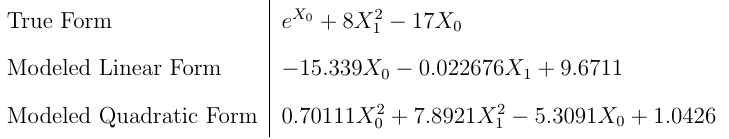 True Form e^{X_0} + 8X_1^2 − 17X_0
Modeled Linear Form −15.339X_0 − 0.022676X_1 + 9.6711
Modeled Quadratic Form 0.70111X_0^2 + 7.8921X_1^2 − 5.3091X_0 + 1.0426